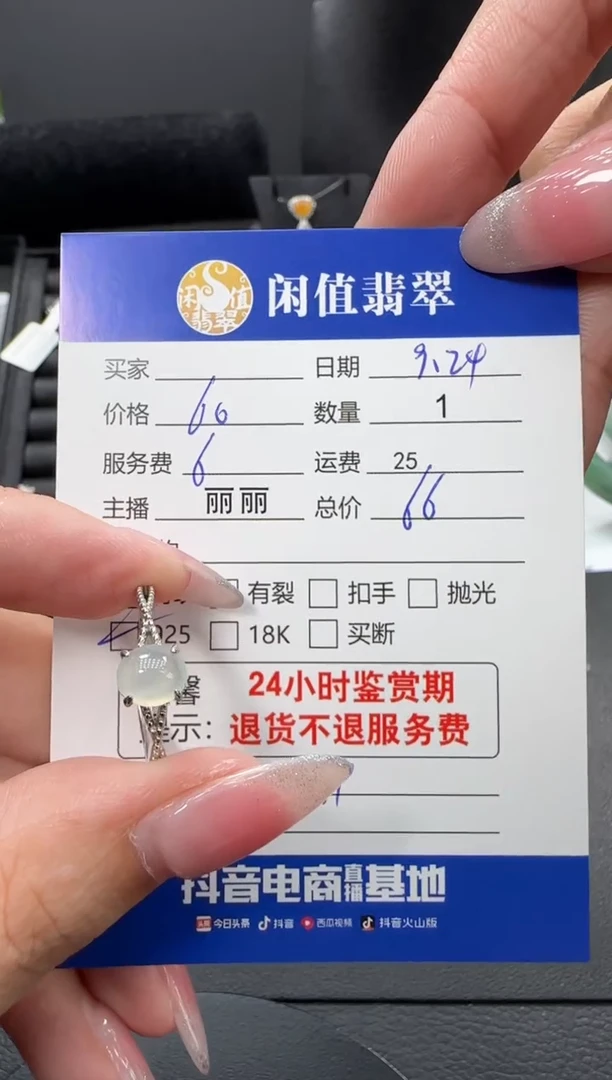 闲值翡翠
闲值翡翠
买家 日期 9.24
价格 66 数量 1
服务费 6 运费 25
主播 丽丽 总价 66
有裂 扣手 抛光
925 18K 买断
馨 24小时鉴赏期
示: 退货不退服务费
抖音电商直播基地
头条 今日头条 抖音 西瓜视频 抖音火山版